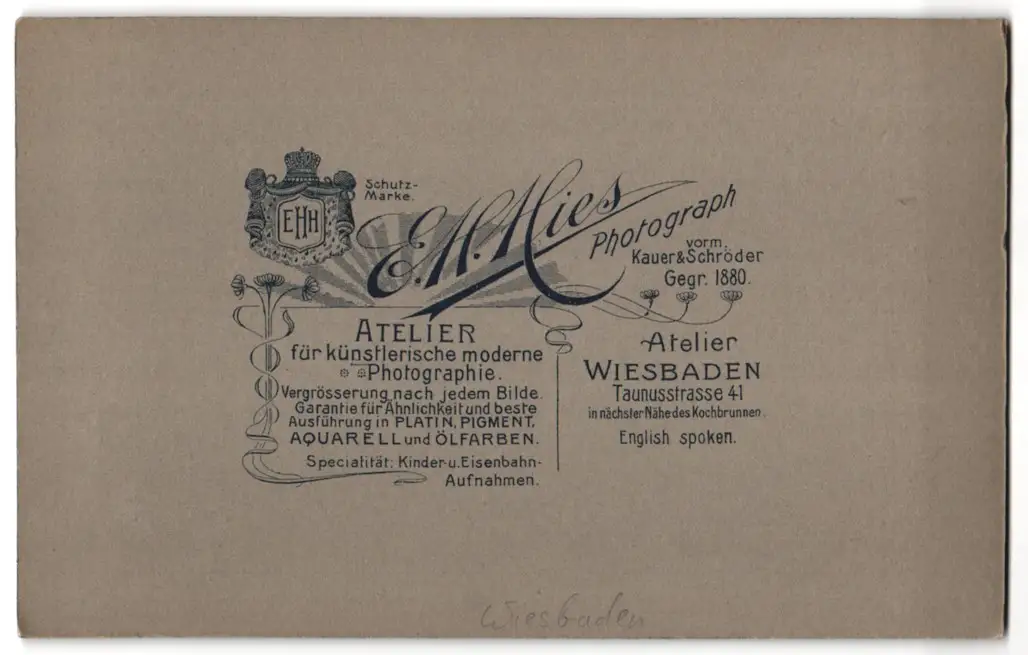 Schutz-
Marke.
EHH
E.H. Hies
Photograph
vorm.
Kauer & Schröder
Gegr. 1880.
ATELIER
für künstlerische moderne
Photographie.
Vergrösserung nach jedem Bilde.
Garantie für Ähnlichkeit und beste
Ausführung in PLATIN, PIGMENT,
AQUARELL und ÖLFARBEN.
Specialität: Kinder- u. Eisenbahn-
Aufnahmen.
Atelier
WIESBADEN
Taunusstrasse 41
in nächster Nähe des Kochbrunnen.
English spoken.
Wiesbaden